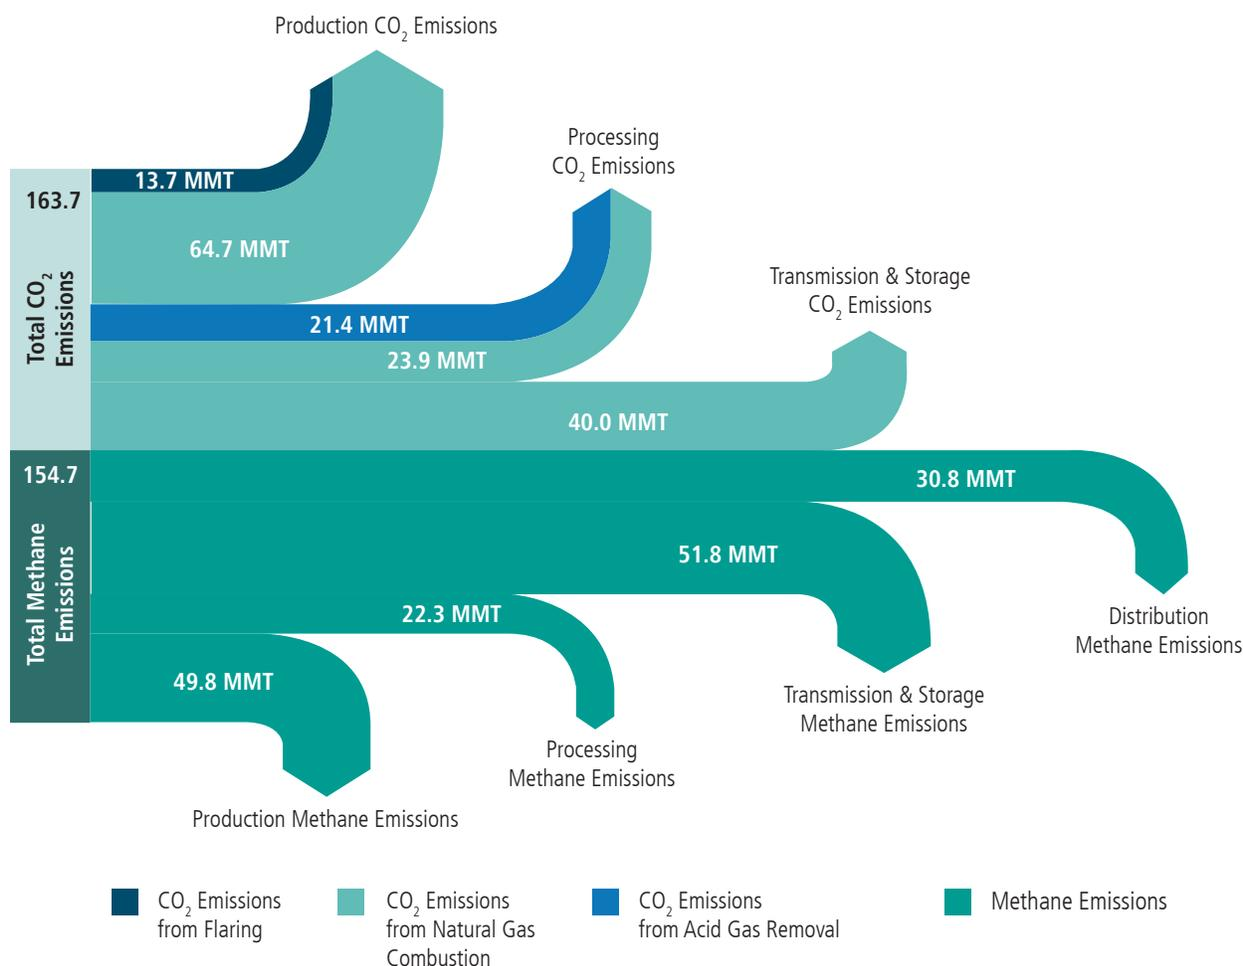 Production CO₂ Emissions
Processing
CO₂ Emissions
13.7 MMT
163.7
64.7 MMT
Transmission & Storage
CO₂ Emissions
Total CO₂
Emissions
21.4 MMT
23.9 MMT
40.0 MMT
154.7
30.8 MMT
Total Methane
Emissions
51.8 MMT
22.3 MMT
Distribution
Methane Emissions
49.8 MMT
Transmission & Storage
Methane Emissions
Processing
Methane Emissions
Production Methane Emissions
CO₂ Emissions
from Flaring
CO₂ Emissions
from Natural Gas
Combustion
CO₂ Emissions
from Acid Gas Removal
Methane Emissions